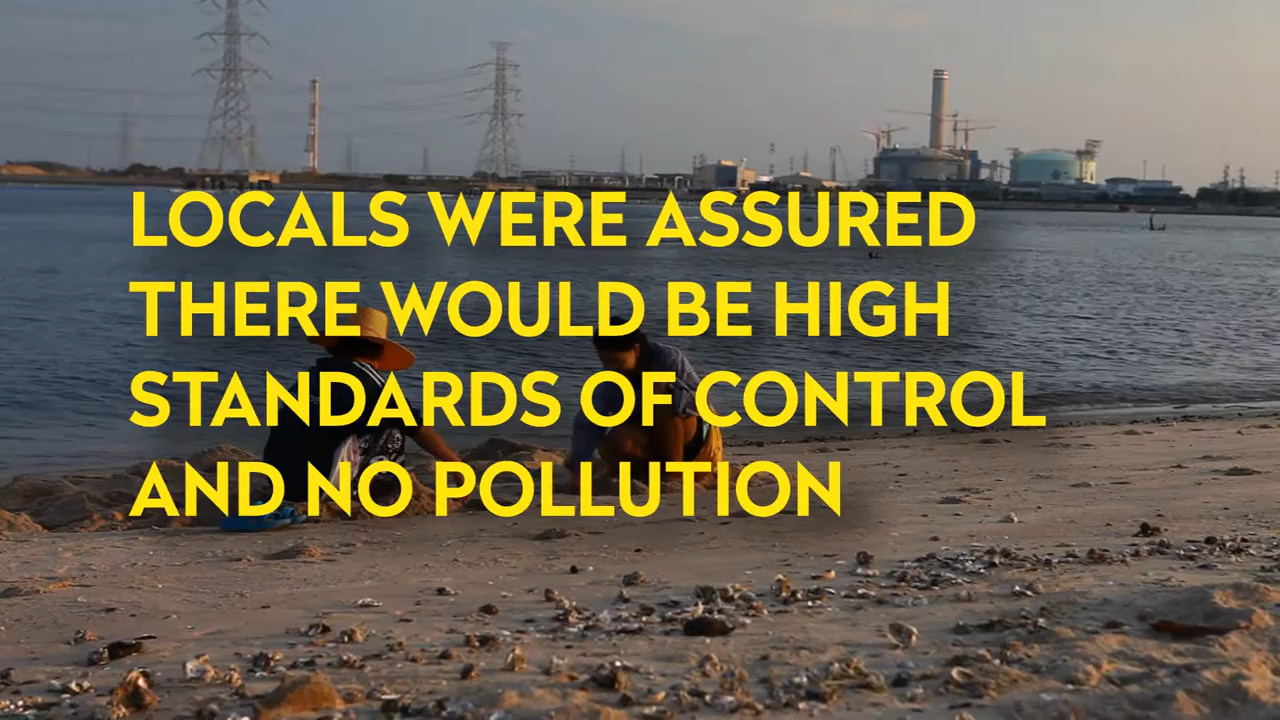 LOCALS WERE ASSURED
THERE WOULD BE HIGH
STANDARDS OF CONTROL
AND NO POLLUTION